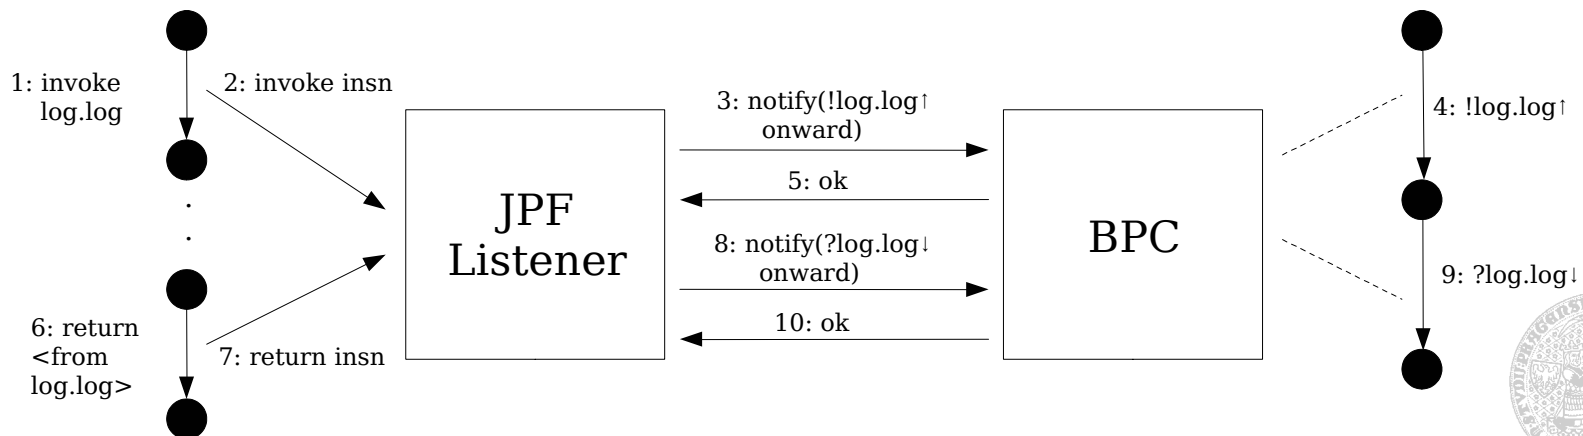 1: invoke
log.log
2: invoke insn
JPF
Listener
3: notify(!log.log↑
onward)
5: ok
8: notify(?log.log↓
onward)
10: ok
BPC
4: !log.log↑
9: ?log.log↓
6: return
<from
log.log>
7: return insn